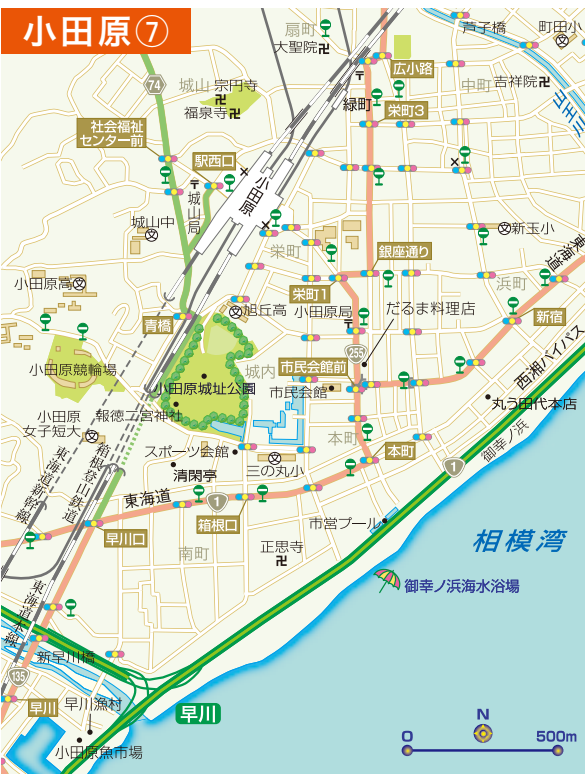 小田原⑦
扇町
大聖院
芦子橋
町田小
74
城山
宗円寺
福泉寺
広小路
緑町
中町
吉祥院
栄町3
社会福祉
センター前
駅西口
城山局
小田原
城山中
栄町
新玉小
銀座通り
東海道
小田原高
栄町1
浜町
旭丘高
小田原局
だるま料理店
新宿
青橋
255
西湘バイパス
城内
市民会館前
小田原競輪場
小田原城址公園
市民会館
丸う田代本店
小田原
女子短大
報徳二宮神社
本町
御幸ノ浜
スポーツ会館
本町
箱根登山鉄道
東海道新幹線
清閑亭
三の丸小
1
東海道
1
箱根口
市営プール
早川口
南町
正思寺
相模湾
御幸ノ浜海水浴場
東海道本線
新早川橋
135
早川
早川漁村
早川
小田原魚市場
N
0
500m